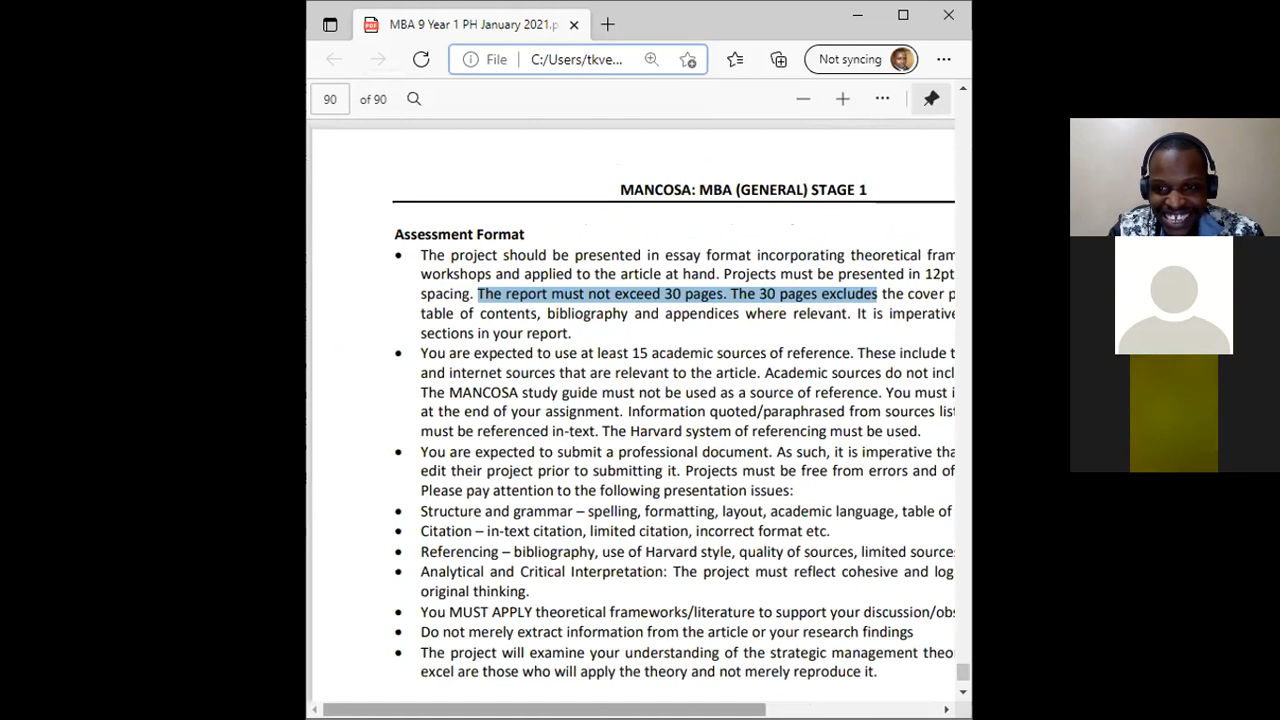 MBA 9 Year 1 PH January 2021.p
File C:/Users/tkve... Not syncing
90 of 90
MANCOSA: MBA (GENERAL) STAGE 1
Assessment Format
• The project should be presented in essay format incorporating theoretical fram
workshops and applied to the article at hand. Projects must be presented in 12pt
spacing. The report must not exceed 30 pages. The 30 pages excludes the cover p
table of contents, bibliography and appendices where relevant. It is imperative
sections in your report.
• You are expected to use at least 15 academic sources of reference. These include t
and internet sources that are relevant to the article. Academic sources do not incl
The MANCOSA study guide must not be used as a source of reference. You must i
at the end of your assignment. Information quoted/paraphrased from sources lis
must be referenced in-text. The Harvard system of referencing must be used.
• You are expected to submit a professional document. As such, it is imperative tha
edit their project prior to submitting it. Projects must be free from errors and of
Please pay attention to the following presentation issues:
• Structure and grammar – spelling, formatting, layout, academic language, table of
• Citation – in-text citation, limited citation, incorrect format etc.
• Referencing – bibliography, use of Harvard style, quality of sources, limited source
• Analytical and Critical Interpretation: The project must reflect cohesive and log
original thinking.
• You MUST APPLY theoretical frameworks/literature to support your discussion/obs
• Do not merely extract information from the article or your research findings
• The project will examine your understanding of the strategic management theo
excel are those who will apply the theory and not merely reproduce it.